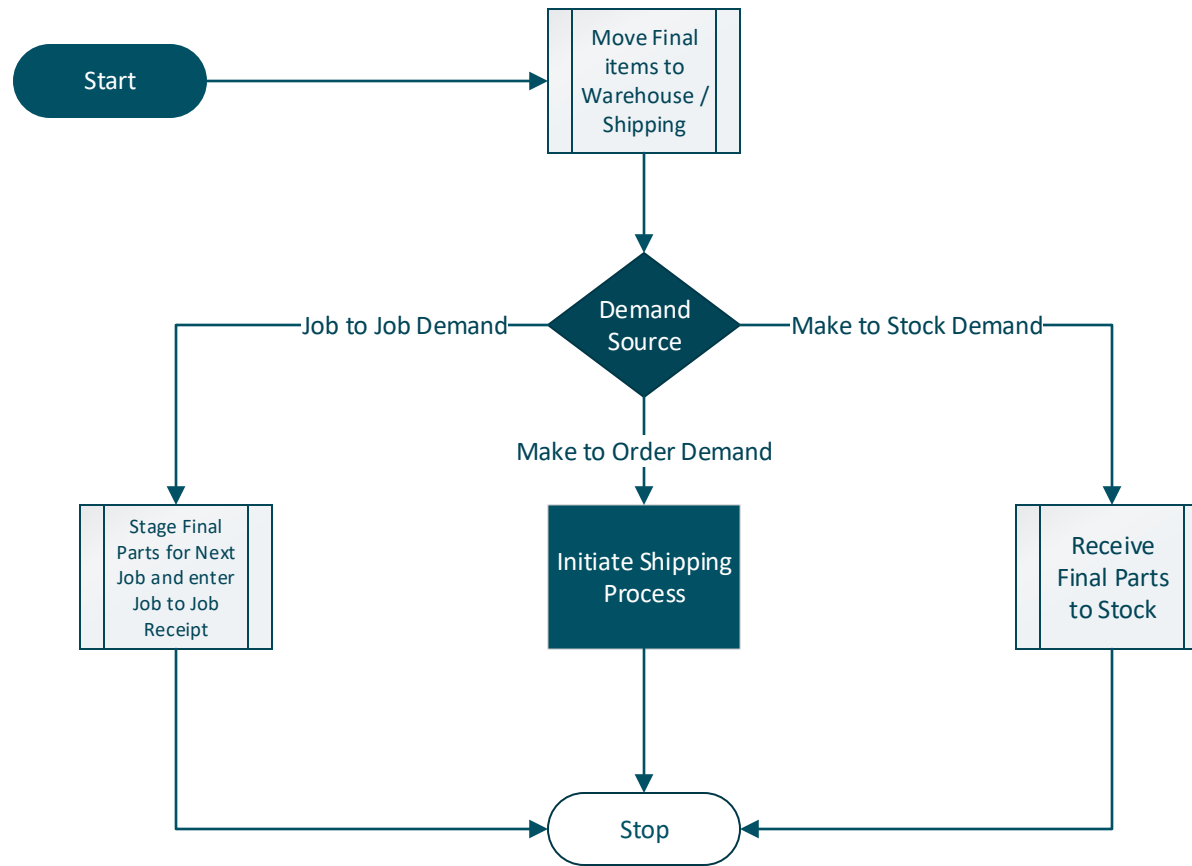 Start
Move Final
items to
Warehouse /
Shipping
Demand
Source
Job to Job Demand
Make to Stock Demand
Make to Order Demand
Stage Final
Parts for Next
Job and enter
Job to Job
Receipt
Initiate Shipping
Process
Receive
Final Parts
to Stock
Stop